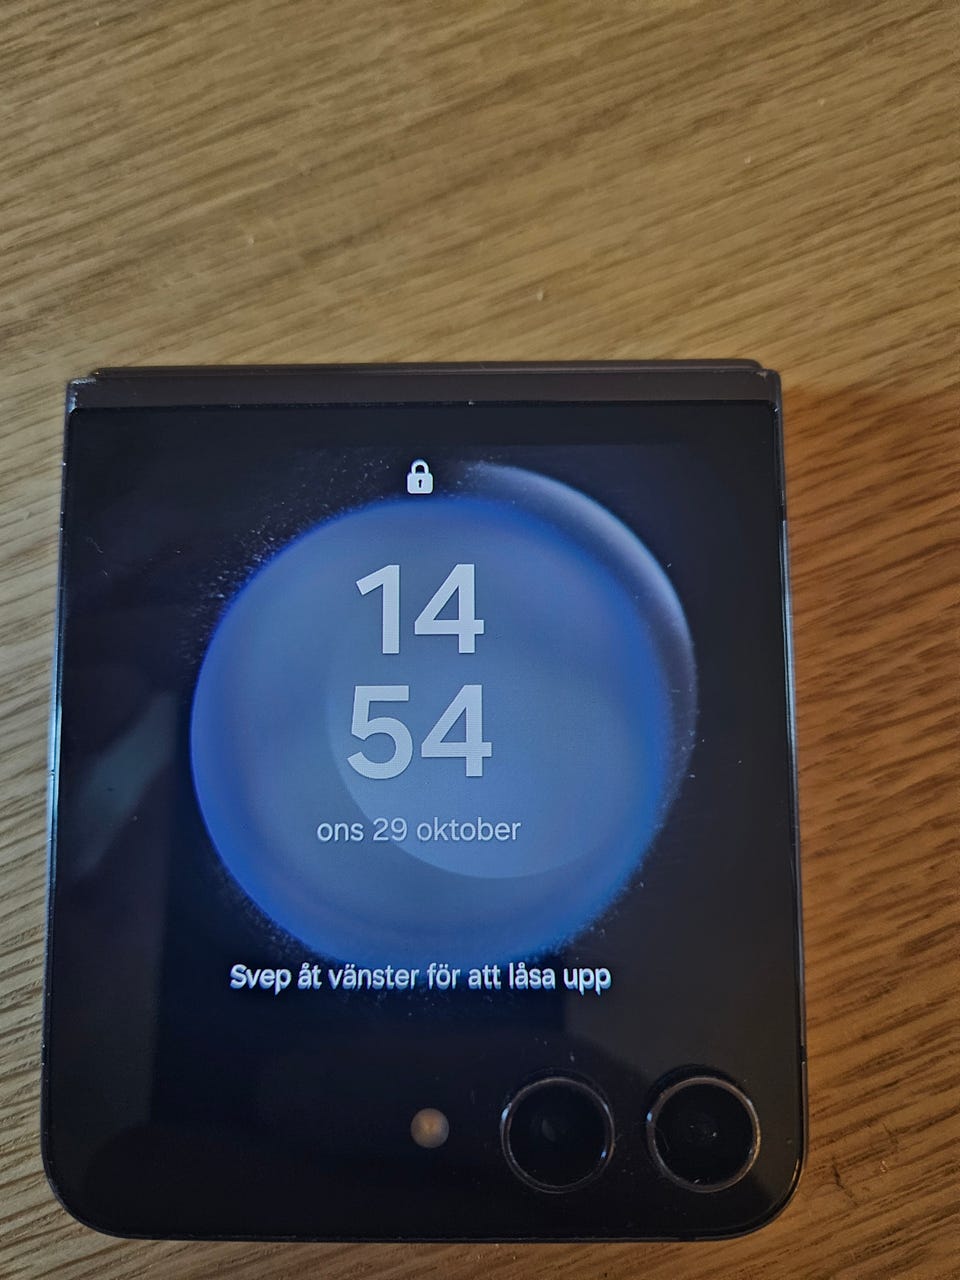 14
54
ons 29 oktober
Svep åt vänster för att låsa upp